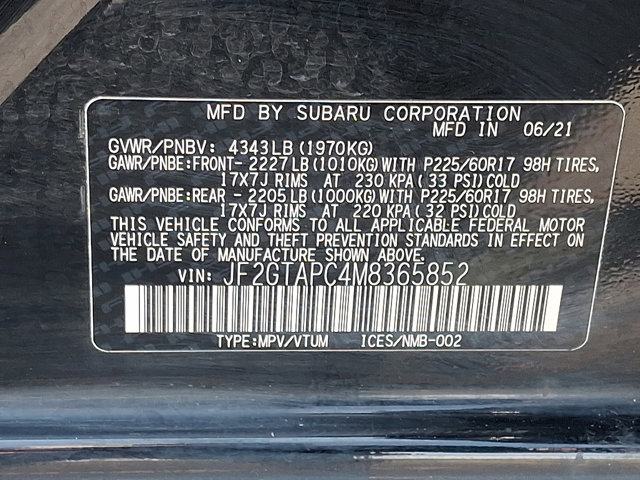 MFD BY SUBARU CORPORATION
MFD IN 06/21
GVWR/PNBV: 4343LB (1970KG)
GAWR/PNBE:FRONT- 2227LB(1010KG)WITH P225/60R17 98H TIRES,
17X7J RIMS AT 230 KPA(33 PSI)COLD
GAWR/PNBE:REAR - 2205LB(1000KG)WITH P225/60R17 98H TIRES,
17X7J RIMS AT 220 KPA(32 PSI)COLD
THIS VEHICLE CONFORMS TO ALL APPLICABLE FEDERAL MOTOR
VEHICLE SAFETY AND THEFT PREVENTION STANDARDS IN EFFECT ON
THE DATE OF MANUFACTURE SHOWN ABOVE.
VIN: JF2GTAPC4M8365852
TYPE:MPV/VTUM ICES/NMB-002